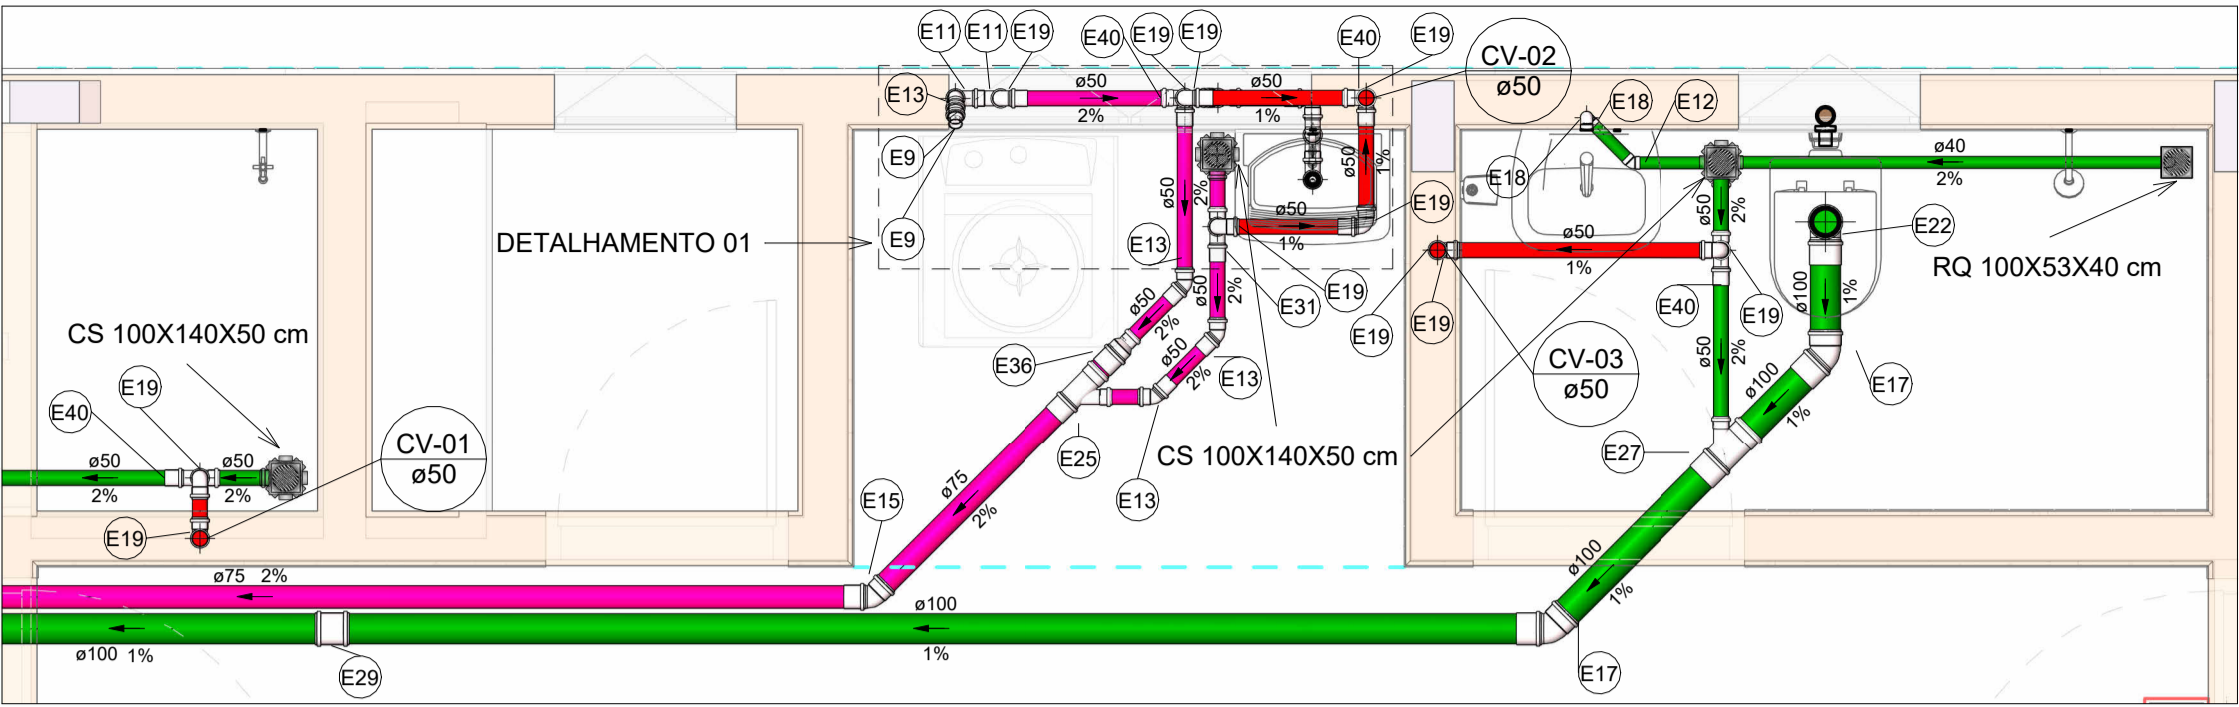 E11
E11
E19
E40
E19
E19
E40
E19
CV-02
ø50
E13
ø50
2%
ø50
1%
E18
E12
E9
E9
E18
ø40
2%
DETALHAMENTO 01
ø50
2%
ø50
1%
E19
ø50
1%
ø50
2%
E22
RQ 100X53X40 cm
E13
ø50
2%
E19
E31
ø50
1%
E19
E19
E40
E19
ø100
1%
CS 100X140X50 cm
E36
ø50
2%
ø50
2%
E13
CV-03
ø50
ø50
2%
ø100
1%
E17
E19
E40
CV-01
ø50
E25
CS 100X140X50 cm
E27
ø50
2%
ø50
2%
E13
ø75
2%
E15
E19
ø100
1%
ø75 2%
ø100
1%
ø100 1%
E29
E17